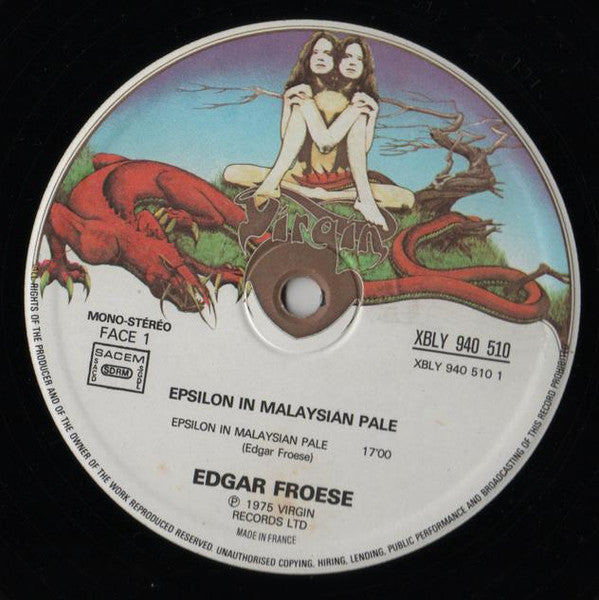 Virgin
MONO-STÉRÉO
FACE 1
SACEM
SACD
SDRM
SGDL
XBLY 940 510
XBLY 940 510 1
EPSILON IN MALAYSIAN PALE
EPSILON IN MALAYSIAN PALE 17'00
(Edgar Froese)
EDGAR FROESE
℗ 1975 VIRGIN
RECORDS LTD
MADE IN FRANCE
ALL RIGHTS OF THE PRODUCER AND OF THE OWNER OF THE WORK REPRODUCED RESERVED. UNAUTHORISED COPYING, HIRING, LENDING, PUBLIC PERFORMANCE AND BROADCASTING OF THIS RECORD PROHIBITED